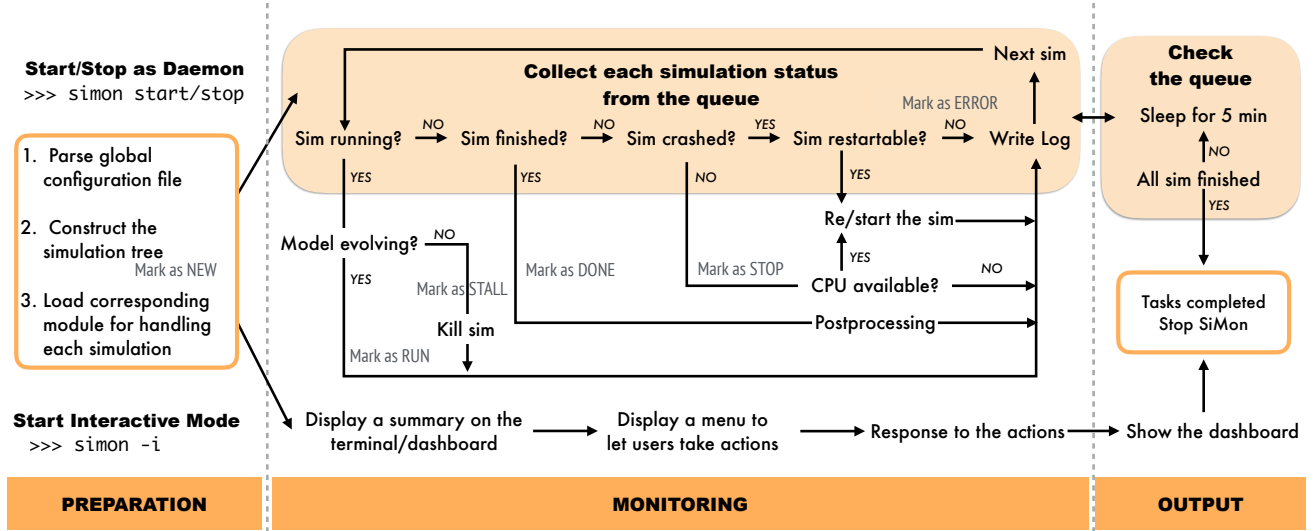 Start/Stop as Daemon
>>> simon start/stop
1. Parse global
configuration file
2. Construct the
simulation tree
Mark as NEW
3. Load corresponding
module for handling
each simulation
Start Interactive Mode
>>> simon -i
PREPARATION
Next sim
Collect each simulation status
from the queue
Mark as ERROR
Sim running?
NO
Sim finished?
NO
Sim crashed?
YES
Sim restartable?
NO
Write Log
YES
YES
NO
YES
Re/start the sim
Model evolving?
NO
YES
YES
Mark as DONE
Mark as STOP
CPU available?
NO
Mark as STALL
Kill sim
Postprocessing
Mark as RUN
Display a summary on the
terminal/dashboard
Display a menu to
let users take actions
Response to the actions
MONITORING
Check
the queue
Sleep for 5 min
NO
All sim finished
YES
Tasks completed
Stop SiMon
Show the dashboard
OUTPUT